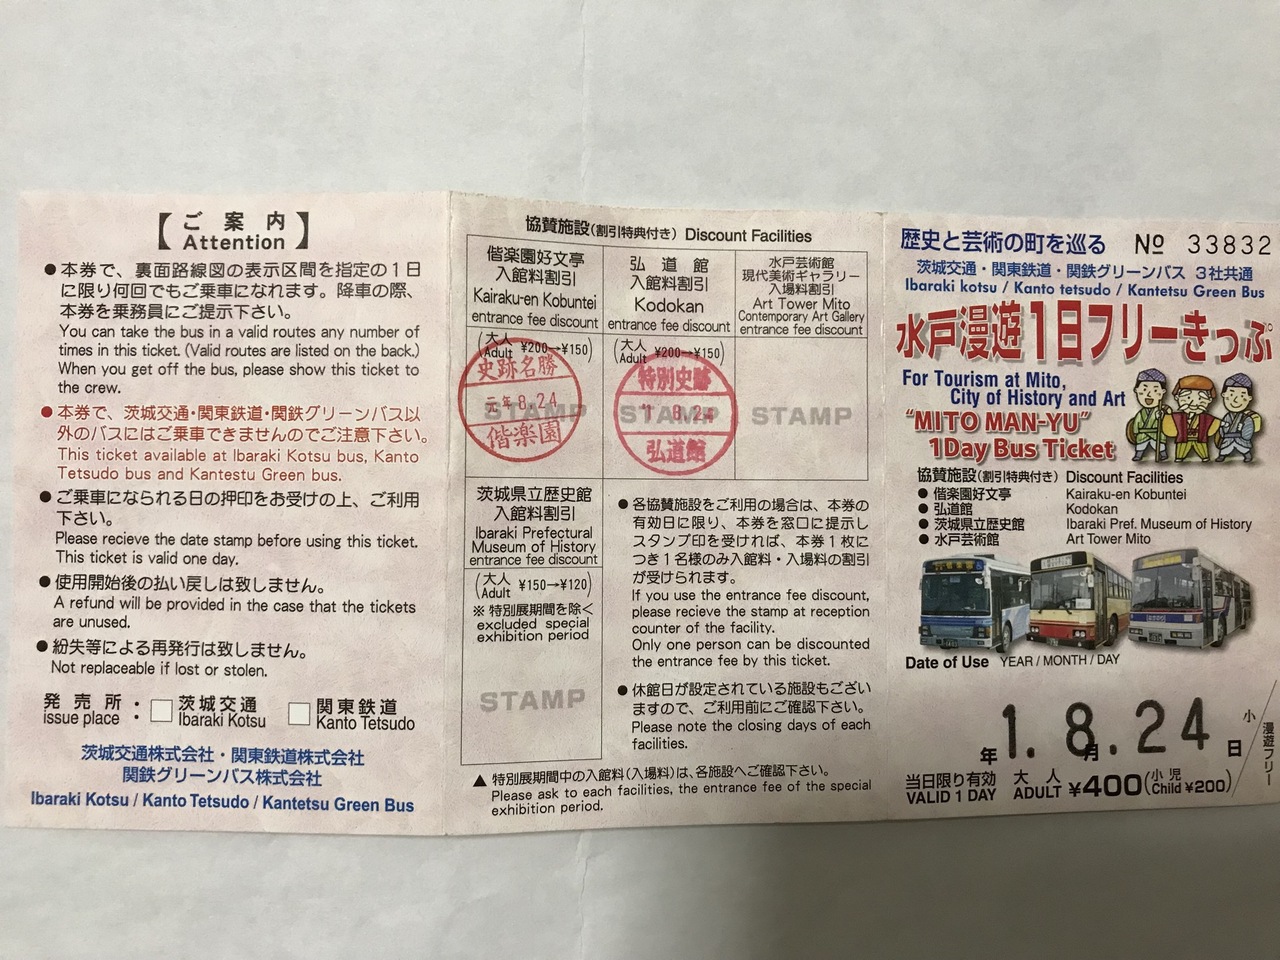 【ご案内】
Attention
●本券で、裏面路線図の表示区間を指定の1日
に限り何回でもご乗車になれます。降車の際、
本券を乗務員にご提示下さい。
You can take the bus in a valid routes any number of
times in this ticket. (Valid routes are listed on the back.)
When you get off the bus, please show this ticket to
the crew.
●本券で、茨城交通・関東鉄道・関鉄グリーンバス以
外のバスにはご乗車できませんのでご注意下さい。
This ticket available at Ibaraki Kotsu bus, Kanto
Tetsudo bus and Kantestu Green bus.
●ご乗車になられる日の押印をお受けの上、ご利用
下さい。
Please recieve the date stamp before using this ticket.
This ticket is valid one day.
●使用開始後の払い戻しは致しません。
A refund will be provided in the case that the tickets
are unused.
●紛失等による再発行は致しません。
Not replaceable if lost or stolen.
発売所:
issue place
茨城交通
Ibaraki Kotsu
関東鉄道
Kanto Tetsudo
茨城交通株式会社・関東鉄道株式会社
関鉄グリーンバス株式会社
Ibaraki Kotsu / Kanto Tetsudo / Kantetsu Green Bus
協賛施設(割引特典付き) Discount Facilities
偕楽園好文亭
入館料割引
Kairaku-en Kobuntei
entrance fee discount
(大人 Adult ¥200→¥150)
史跡名勝
元年8.24
STAMP
偕楽園
弘道館
入館料割引
Kodokan
entrance fee discount
(大人 Adult ¥200→¥150)
特別史跡
1 8.24
STAMP
弘道館
水戸芸術館
現代美術ギャラリー
入場料割引
Art Tower Mito
Contemporary Art Gallery
entrance fee discount
STAMP
茨城県立歴史館
入館料割引
Ibaraki Prefectural
Museum of History
entrance fee discount
(大人 Adult ¥150→¥120)
※特別展期間を除く
excluded special
exhibition period
STAMP
●各協賛施設をご利用の場合は、本券の
有効日に限り、本券を窓口に提示し
スタンプ印を受ければ、本券1枚に
つき1名様のみ入館料・入場料の割引
が受けられます。
If you use the entrance fee discount,
please recieve the stamp at reception
counter of the facility.
Only one person can be discounted
the entrance fee by this ticket.
●休館日が設定されている施設もござい
ますので、ご利用前にご確認下さい。
Please note the closing days of each
facilities.
▲特別展期間中の入館料(入場料)は、各施設へご確認下さい。
Please ask to each facilities, the entrance fee of the special
exhibition period.
歴史と芸術の町を巡る № 33832
茨城交通・関東鉄道・関鉄グリーンバス 3社共通
Ibaraki kotsu / Kanto tetsudo / Kantetsu Green Bus
水戸漫遊1日フリーきっぷ
For Tourism at Mito,
City of History and Art
"MITO MAN-YU"
1Day Bus Ticket
協賛施設(割引特典付き) Discount Facilities
●偕楽園好文亭 Kairaku-en Kobuntei
●弘道館 Kodokan
●茨城県立歴史館 Ibaraki Pref. Museum of History
●水戸芸術館 Art Tower Mito
Date of Use YEAR / MONTH / DAY
1. 8. 24
年 月 日
小
漫遊フリー
当日限り有効 大人 ¥400 (小児
VALID 1 DAY ADULT Child ¥200)